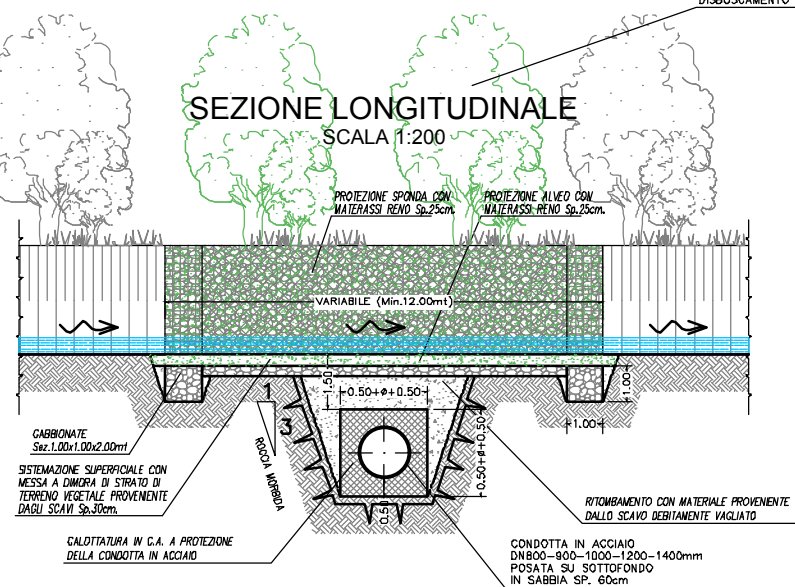 DISBOSCAMENTO
SEZIONE LONGITUDINALE
SCALA 1:200
PROTEZIONE SPONDA CON
MATERASSI RENO Sp.25cm.
PROTEZIONE ALVEO CON
MATERASSI RENO Sp.25cm.
VARIABILE (Min.12.00mt)
1.50
0.50+ø+0.50
1.00
1.00
1
3
ROCCIA MORBIDA
0.50+ø+0.50
0.50
GABBIONATE
Sez.1.00x1.00x2.00mt
SISTEMAZIONE SUPERFICIALE CON
MESSA A DIMORA DI STRATO DI
TERRENO VEGETALE PROVENIENTE
DAGLI SCAVI Sp.30cm.
CALOTTATURA IN C.A. A PROTEZIONE
DELLA CONDOTTA IN ACCIAIO
RITOMBAMENTO CON MATERIALE PROVENIENTE
DALLO SCAVO DEBITAMENTE VAGLIATO
CONDOTTA IN ACCIAIO
DN800-900-1000-1200-1400mm
POSATA SU SOTTOFONDO
IN SABBIA SP. 60cm